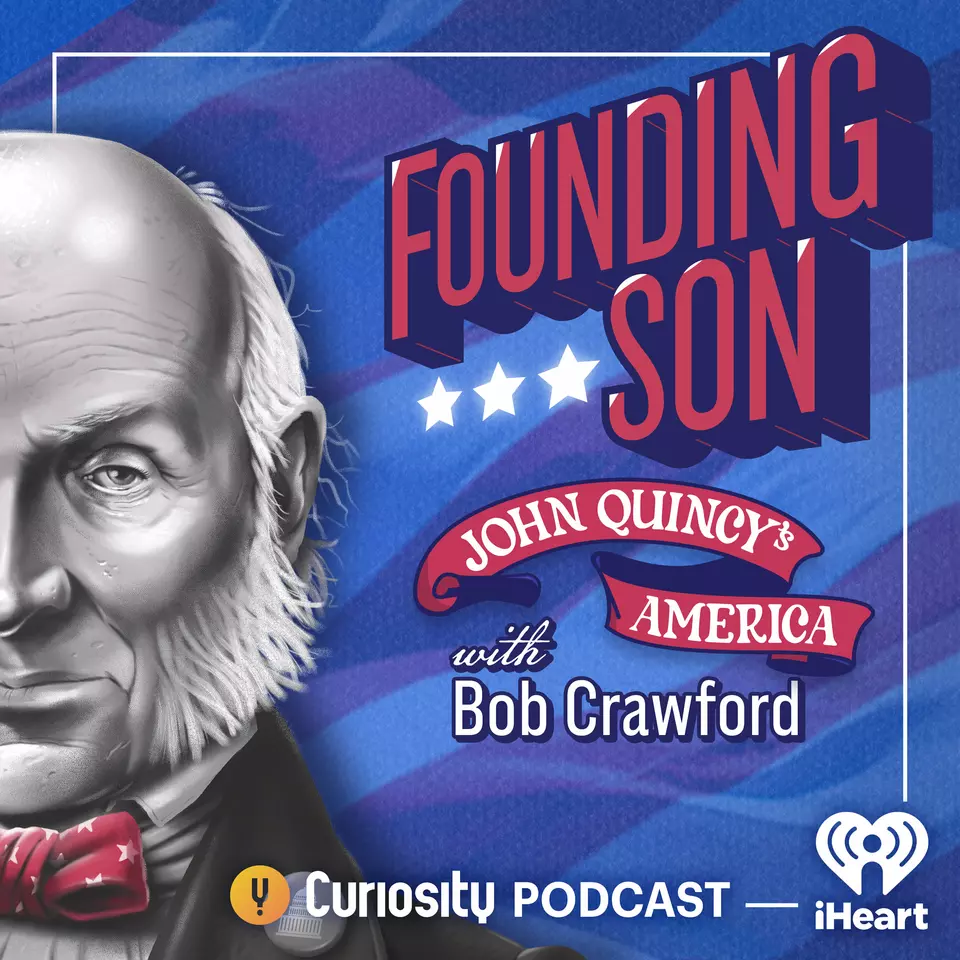 FOUNDING
SON
JOHN QUINCY's
AMERICA
with
Bob Crawford
Curiosity PODCAST
iHeart